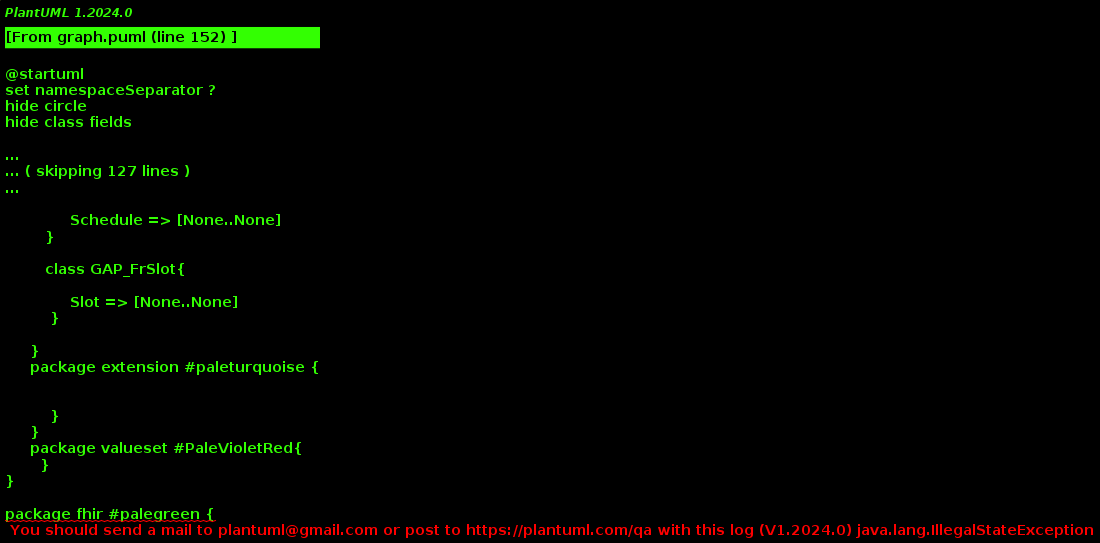 PlantUML 1.2024.0
[From graph.puml (line 152) ]
@startuml
set namespaceSeparator ?
hide circle
hide class fields
...
... ( skipping 127 lines )
...
Schedule => [None..None]
}
class GAP_FrSlot{
Slot => [None..None]
}
}
package extension #paleturquoise {
}
}
package valueset #PaleVioletRed{
}
}
package fhir #palegreen {
You should send a mail to plantuml@gmail.com or post to https://plantuml.com/qa with this log (V1.2024.0) java.lang.IllegalStateException